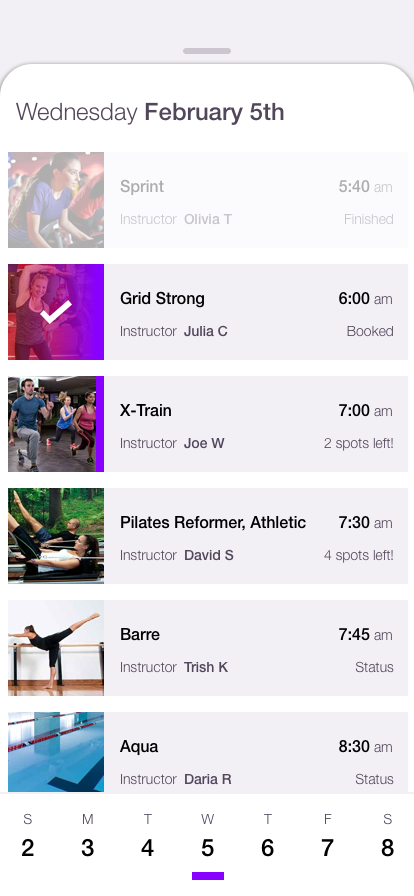 Wednesday February 5th
Sprint 5:40 am
Instructor Olivia T Finished
Grid Strong 6:00 am
Instructor Julia C Booked
X-Train 7:00 am
Instructor Joe W 2 spots left!
Pilates Reformer, Athletic 7:30 am
Instructor David S 4 spots left!
Barre 7:45 am
Instructor Trish K Status
Aqua 8:30 am
Instructor Daria R Status
S M T W T F S
2 3 4 5 6 7 8